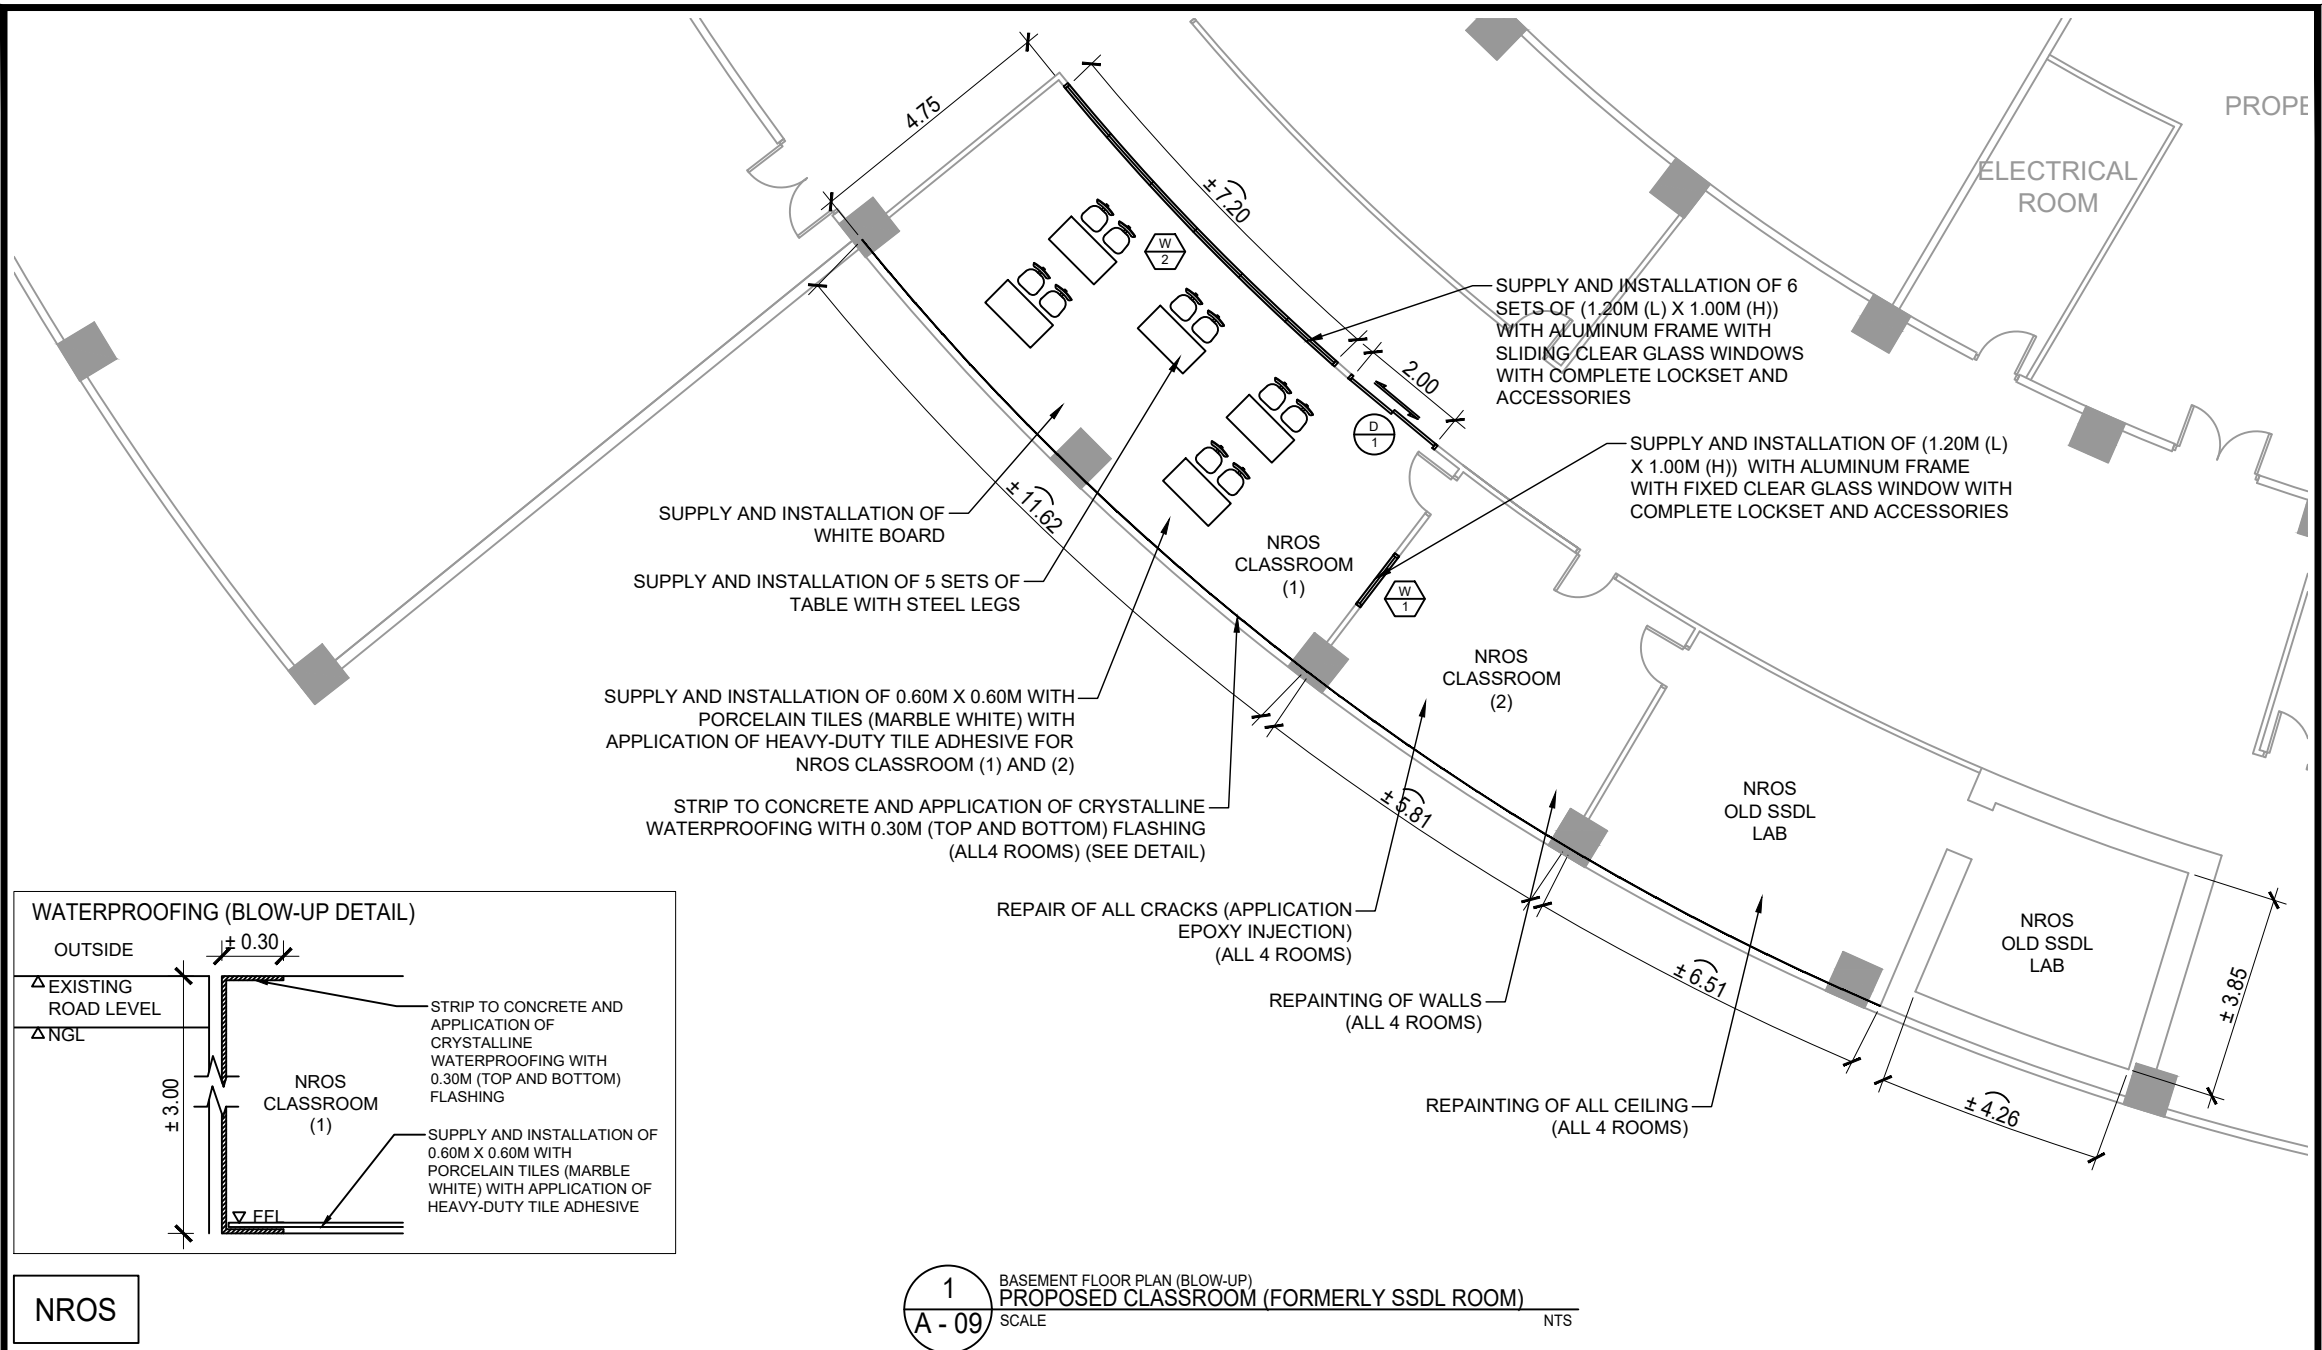 4.75
± 7.20
PROPE
ELECTRICAL
ROOM
W
2
SUPPLY AND INSTALLATION OF 6
SETS OF (1.20M (L) X 1.00M (H))
WITH ALUMINUM FRAME WITH
SLIDING CLEAR GLASS WINDOWS
WITH COMPLETE LOCKSET AND
ACCESSORIES
2.00
D
1
SUPPLY AND INSTALLATION OF (1.20M (L)
X 1.00M (H)) WITH ALUMINUM FRAME
WITH FIXED CLEAR GLASS WINDOW WITH
COMPLETE LOCKSET AND ACCESSORIES
± 11.62
SUPPLY AND INSTALLATION OF
WHITE BOARD
NROS
CLASSROOM
(1)
SUPPLY AND INSTALLATION OF 5 SETS OF
TABLE WITH STEEL LEGS
W
1
NROS
CLASSROOM
(2)
SUPPLY AND INSTALLATION OF 0.60M X 0.60M WITH
PORCELAIN TILES (MARBLE WHITE) WITH
APPLICATION OF HEAVY-DUTY TILE ADHESIVE FOR
NROS CLASSROOM (1) AND (2)
STRIP TO CONCRETE AND APPLICATION OF CRYSTALLINE
WATERPROOFING WITH 0.30M (TOP AND BOTTOM) FLASHING
(ALL4 ROOMS) (SEE DETAIL)
± 5.81
NROS
OLD SSDL
LAB
REPAIR OF ALL CRACKS (APPLICATION
EPOXY INJECTION)
(ALL 4 ROOMS)
NROS
OLD SSDL
LAB
± 6.51
± 3.85
REPAINTING OF WALLS
(ALL 4 ROOMS)
REPAINTING OF ALL CEILING
(ALL 4 ROOMS)
± 4.26
WATERPROOFING (BLOW-UP DETAIL)
OUTSIDE
± 0.30
EXISTING
ROAD LEVEL
NGL
STRIP TO CONCRETE AND
APPLICATION OF
CRYSTALLINE
WATERPROOFING WITH
0.30M (TOP AND BOTTOM)
FLASHING
± 3.00
NROS
CLASSROOM
(1)
SUPPLY AND INSTALLATION OF
0.60M X 0.60M WITH
PORCELAIN TILES (MARBLE
WHITE) WITH APPLICATION OF
HEAVY-DUTY TILE ADHESIVE
FFL
NROS
1
A - 09
BASEMENT FLOOR PLAN (BLOW-UP)
PROPOSED CLASSROOM (FORMERLY SSDL ROOM)
SCALE NTS